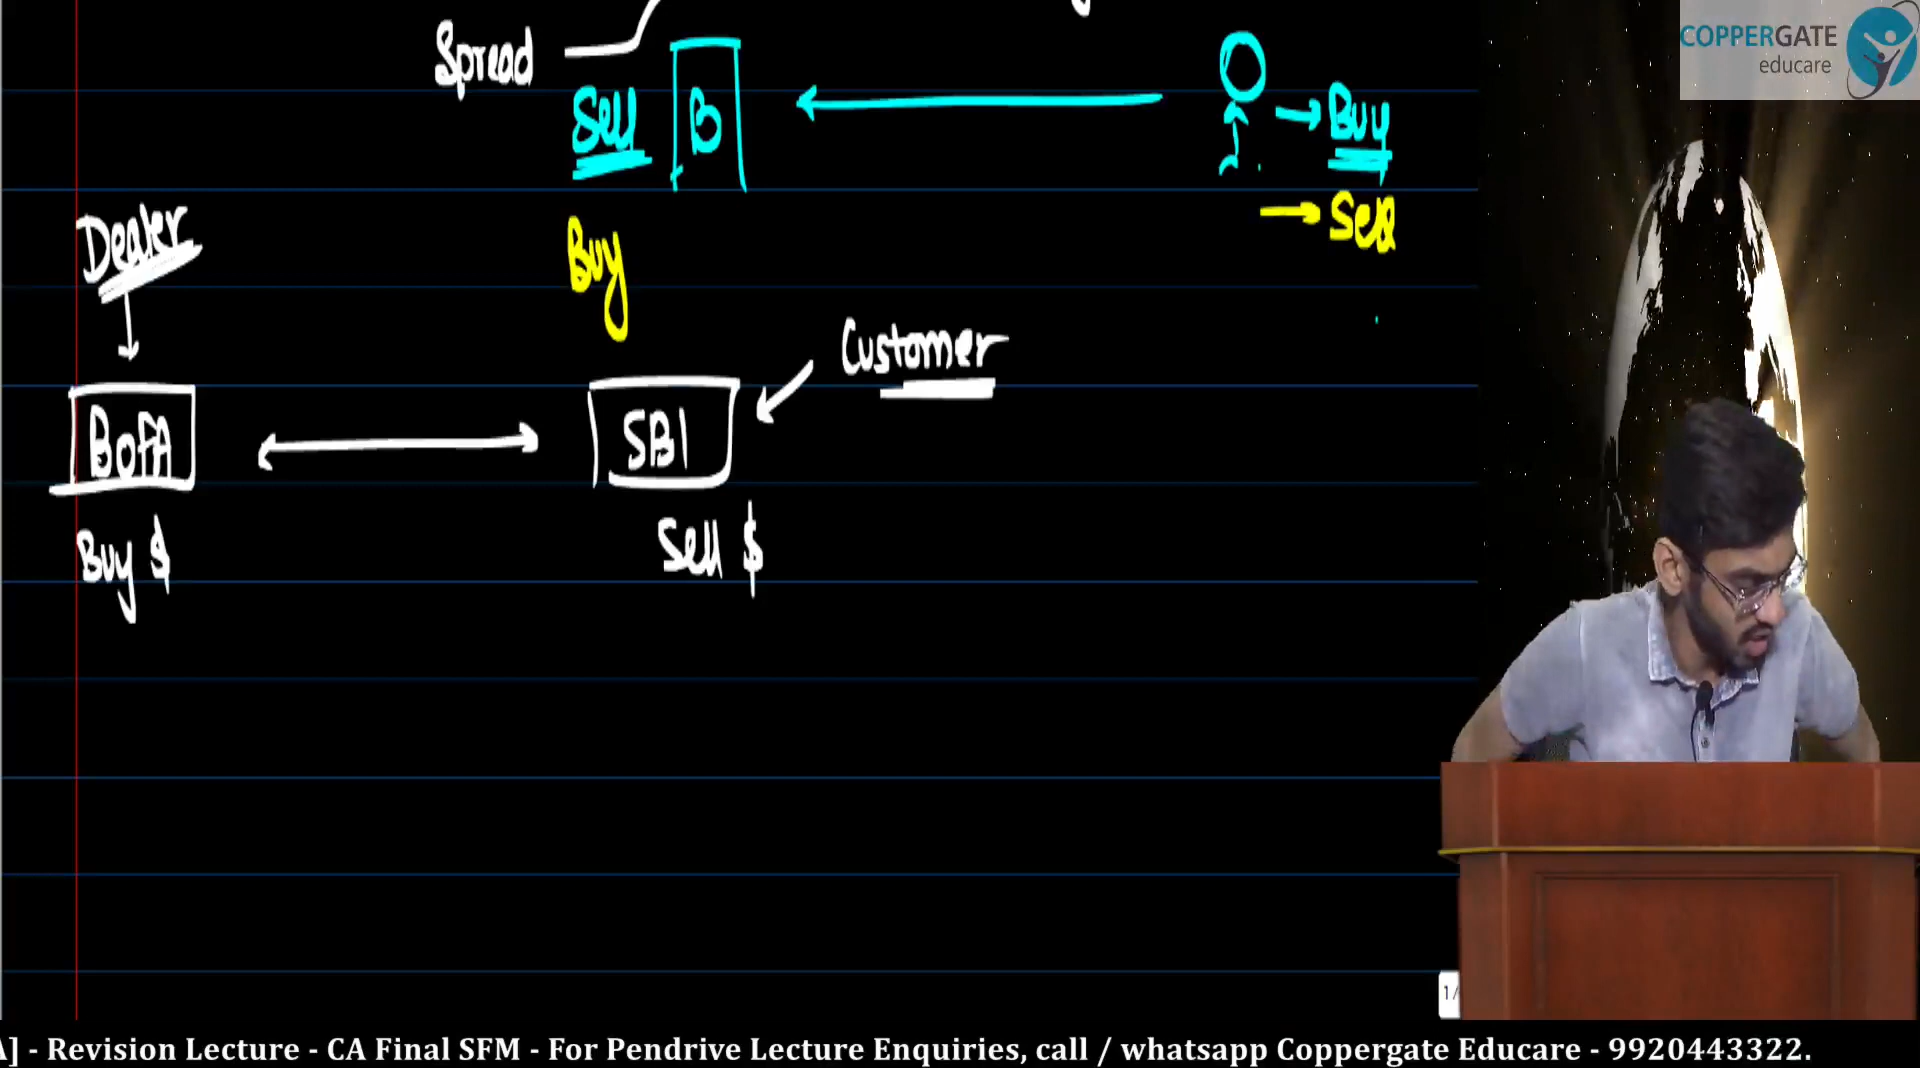 COPPERGATE
educare
Spread
Sell B → Buy
→ Sell
Buy
Dealer
Customer
BofA
SBI
Buy $
Sell $
1/
A] - Revision Lecture - CA Final SFM - For Pendrive Lecture Enquiries, call / whatsapp Coppergate Educare - 9920443322.